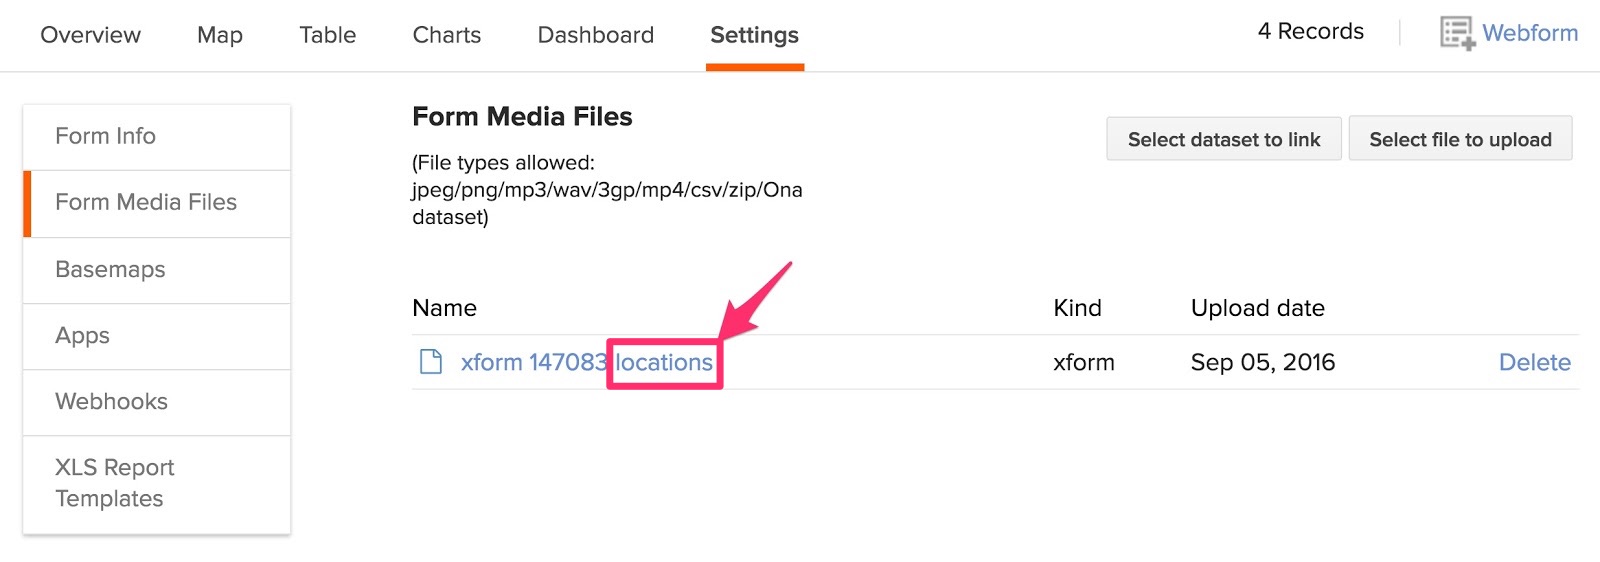 Overview Map Table Charts Dashboard Settings 4 Records Webform
Form Info
Form Media Files
Basemaps
Apps
Webhooks
XLS Report
Templates
Form Media Files
(File types allowed:
jpeg/png/mp3/wav/3gp/mp4/csv/zip/Ona
dataset)
Select dataset to link Select file to upload
Name Kind Upload date
xform 147083 locations xform Sep 05, 2016 Delete